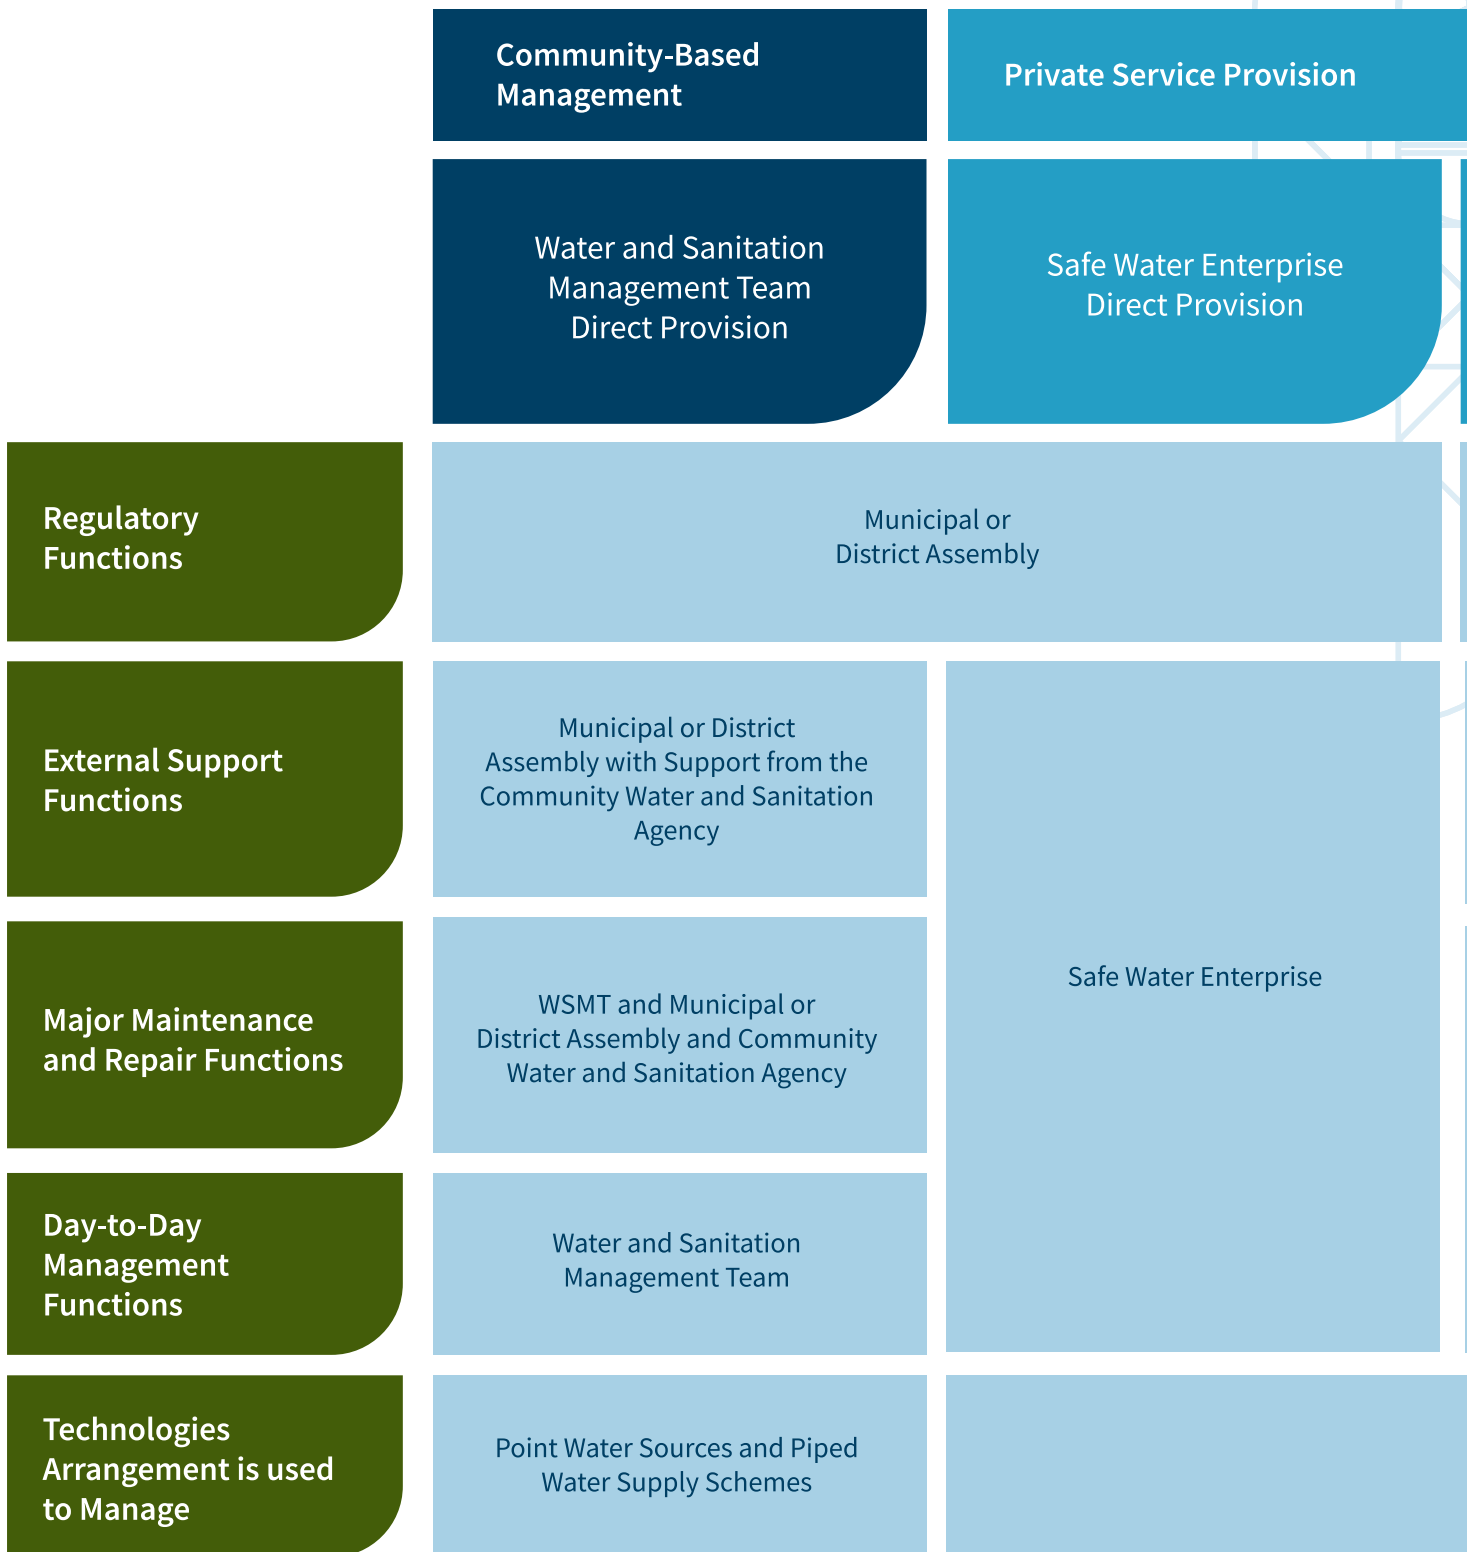 Community-Based
Management
Private Service Provision
Water and Sanitation
Management Team
Direct Provision
Safe Water Enterprise
Direct Provision
Regulatory
Functions
Municipal or
District Assembly
External Support
Functions
Municipal or District
Assembly with Support from the
Community Water and Sanitation
Agency
Safe Water Enterprise
Major Maintenance
and Repair Functions
WSMT and Municipal or
District Assembly and Community
Water and Sanitation Agency
Day-to-Day
Management
Functions
Water and Sanitation
Management Team
Technologies
Arrangement is used
to Manage
Point Water Sources and Piped
Water Supply Schemes